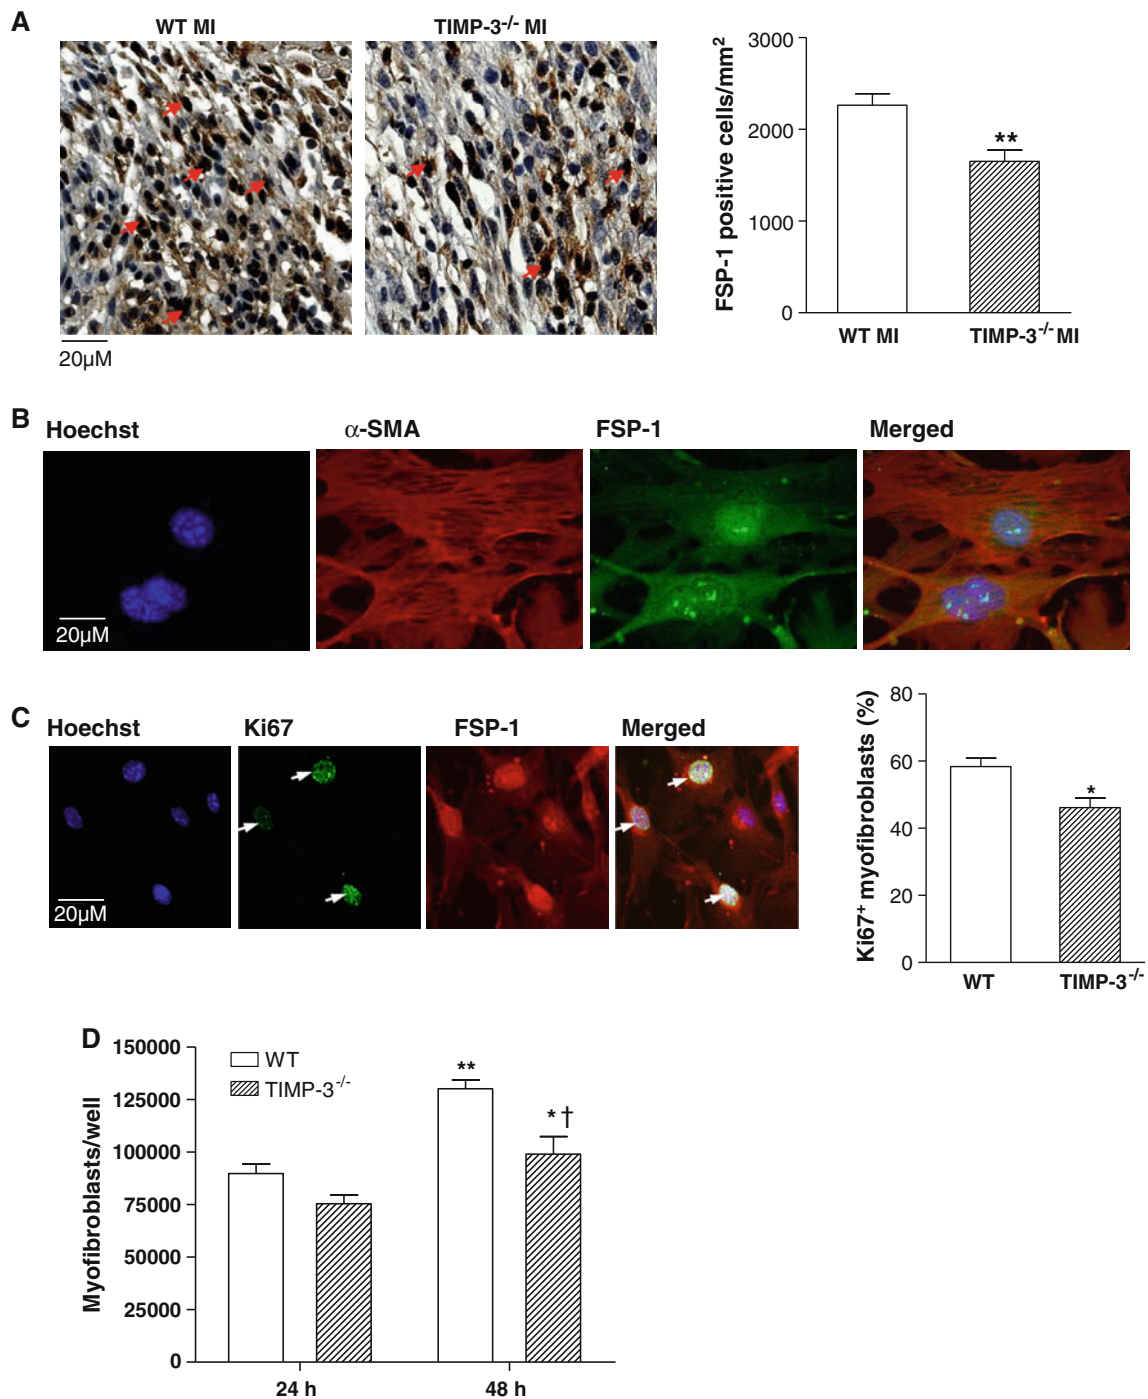 A
WT MI
TIMP-3-/- MI
20µM
FSP-1 positive cells/mm2
3000
2000
1000
0
**
WT MI
TIMP-3-/- MI
B
Hoechst
α-SMA
FSP-1
Merged
20µM
C
Hoechst
Ki67
FSP-1
Merged
20µM
Ki67+ myofibroblasts (%)
80
60
40
20
0
*
WT
TIMP-3-/-
D
Myofibroblasts/well
150000
125000
100000
75000
50000
25000
0
WT
TIMP-3-/-
**
* †
24 h
48 h